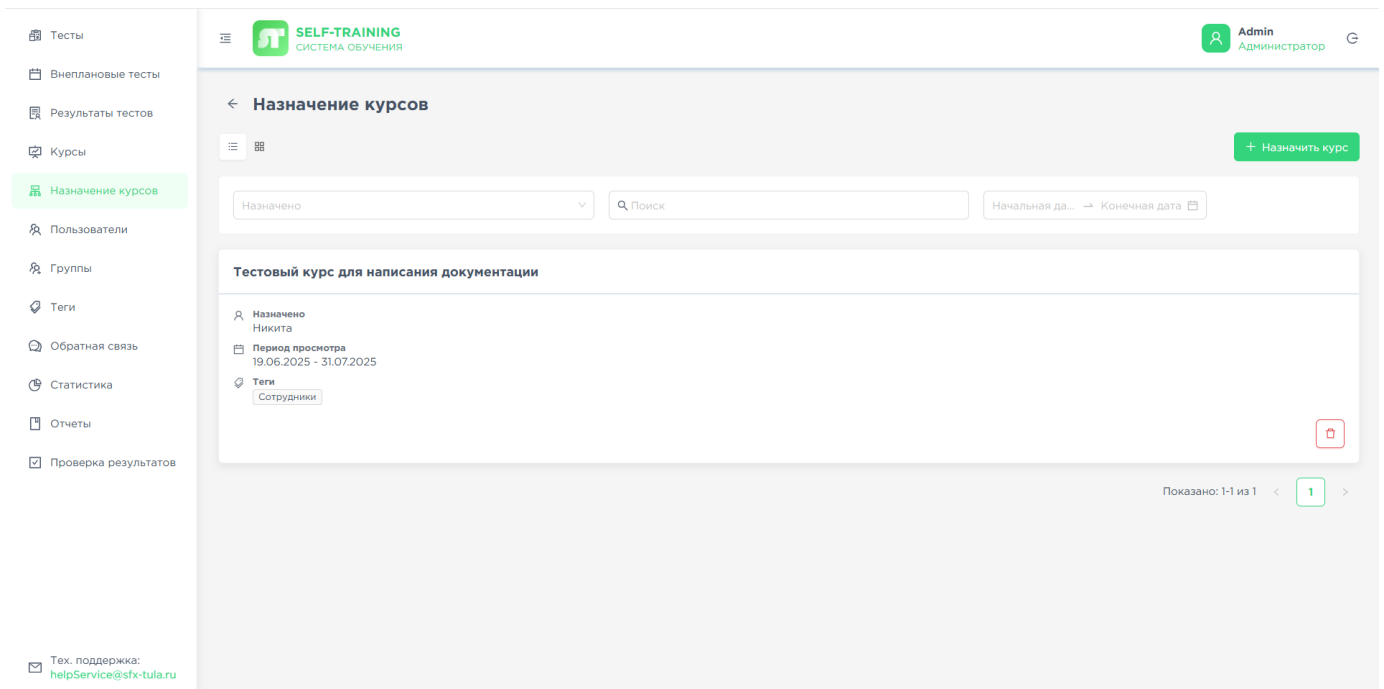 Тесты
Внеплановые тесты
Результаты тестов
Курсы
Назначение курсов
Пользователи
Группы
Теги
Обратная связь
Статистика
Отчеты
Проверка результатов
Тех. поддержка:
helpService@sfx-tula.ru
ST
SELF-TRAINING
СИСТЕМА ОБУЧЕНИЯ
Admin
Администратор
Назначение курсов
+ Назначить курс
Назначено
Поиск
Начальная да... → Конечная дата
Тестовый курс для написания документации
Назначено
Никита
Период просмотра
19.06.2025 - 31.07.2025
Теги
Сотрудники
Показано: 1-1 из 1 < 1 >